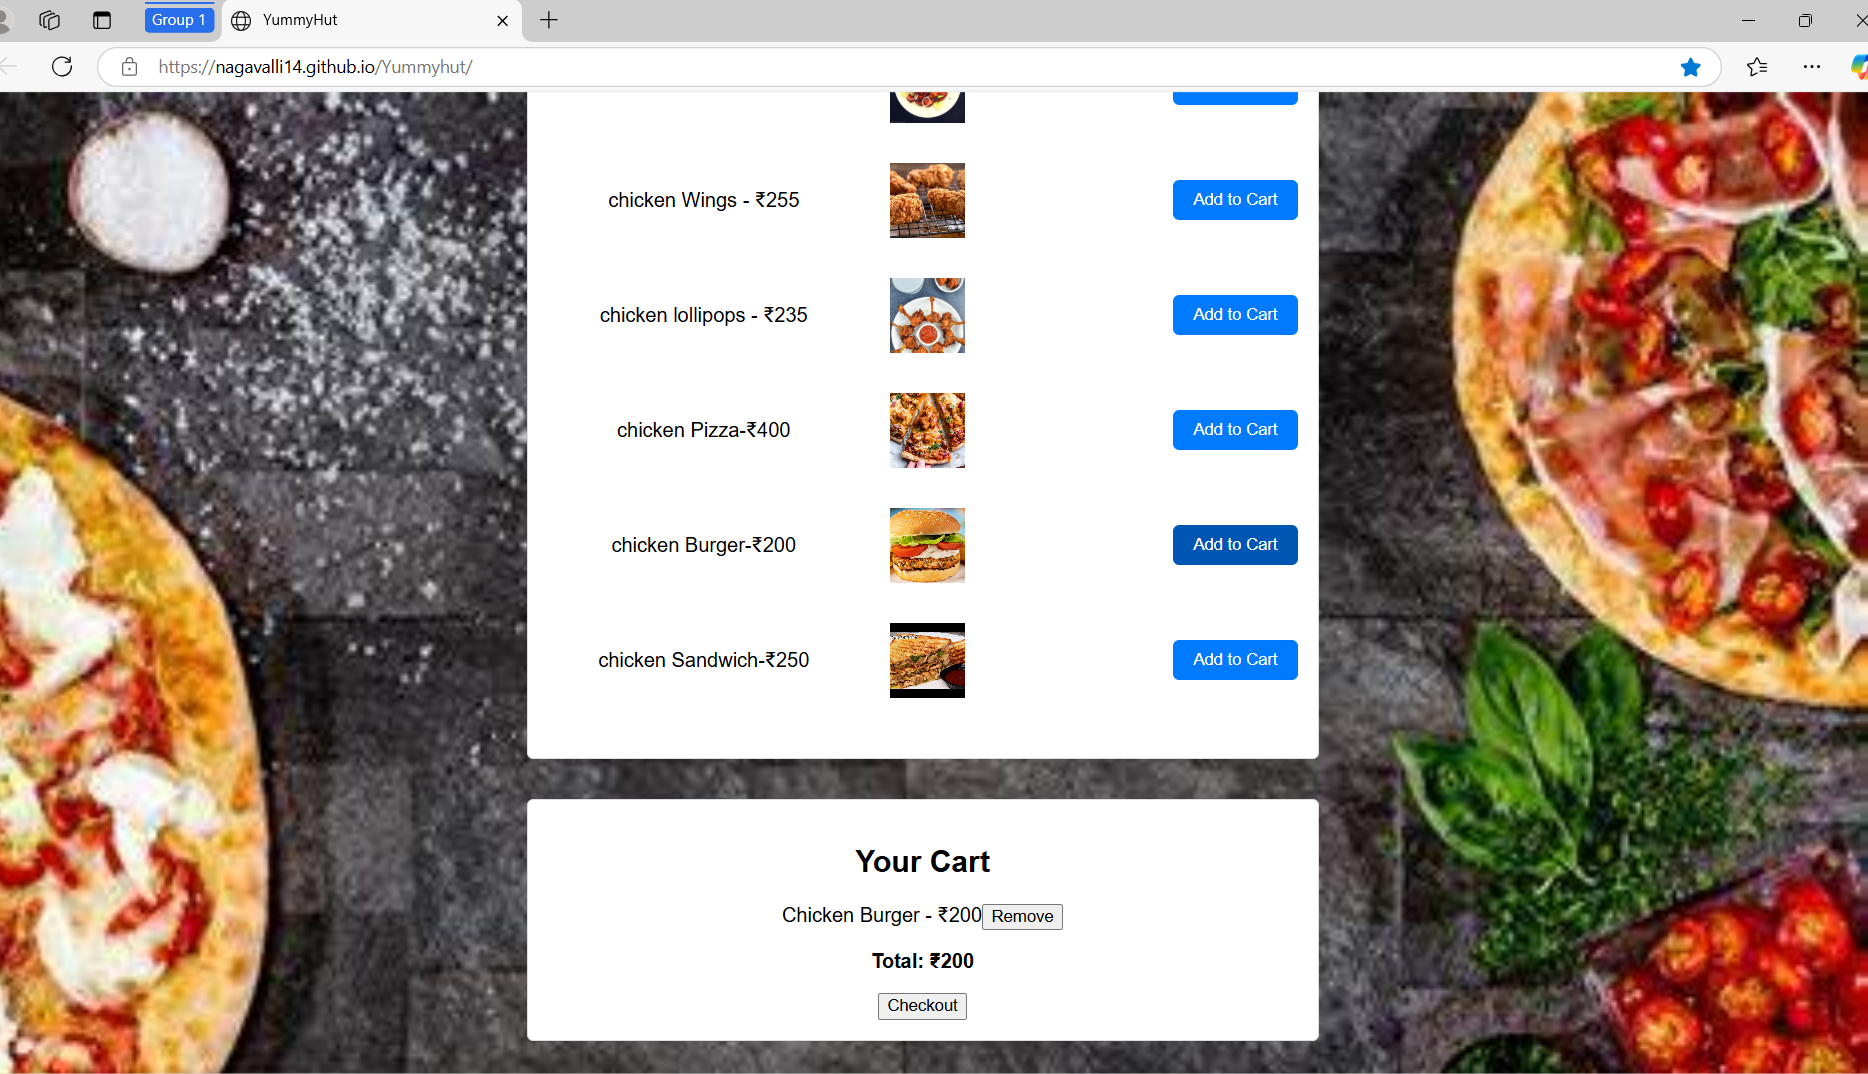 Group 1
YummyHut
https://nagavalli14.github.io/Yummyhut/
chicken Wings - ₹255
Add to Cart
chicken lollipops - ₹235
Add to Cart
chicken Pizza-₹400
Add to Cart
chicken Burger-₹200
Add to Cart
chicken Sandwich-₹250
Add to Cart
Your Cart
Chicken Burger - ₹200 Remove
Total: ₹200
Checkout